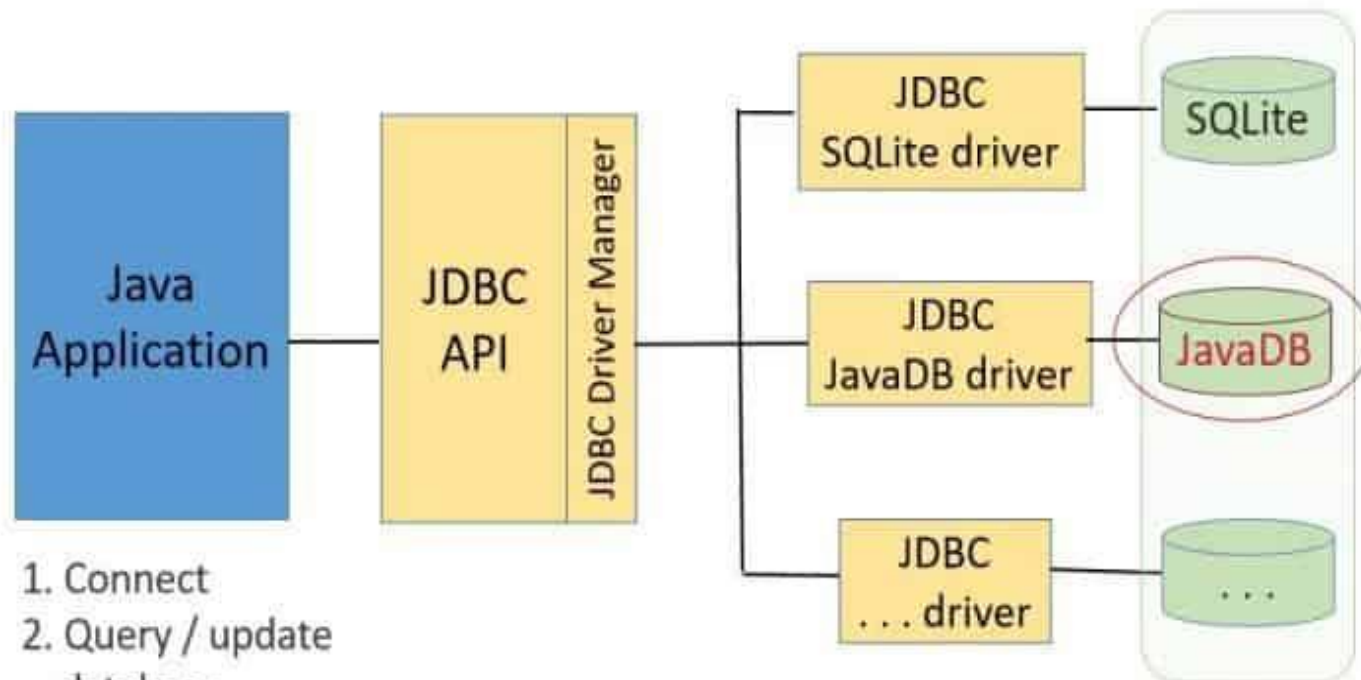 Java
Application
JDBC
API
JDBC Driver Manager
JDBC
SQLite driver
SQLite
JDBC
JavaDB driver
JavaDB
JDBC
. . . driver
. . .
1. Connect
2. Query / update